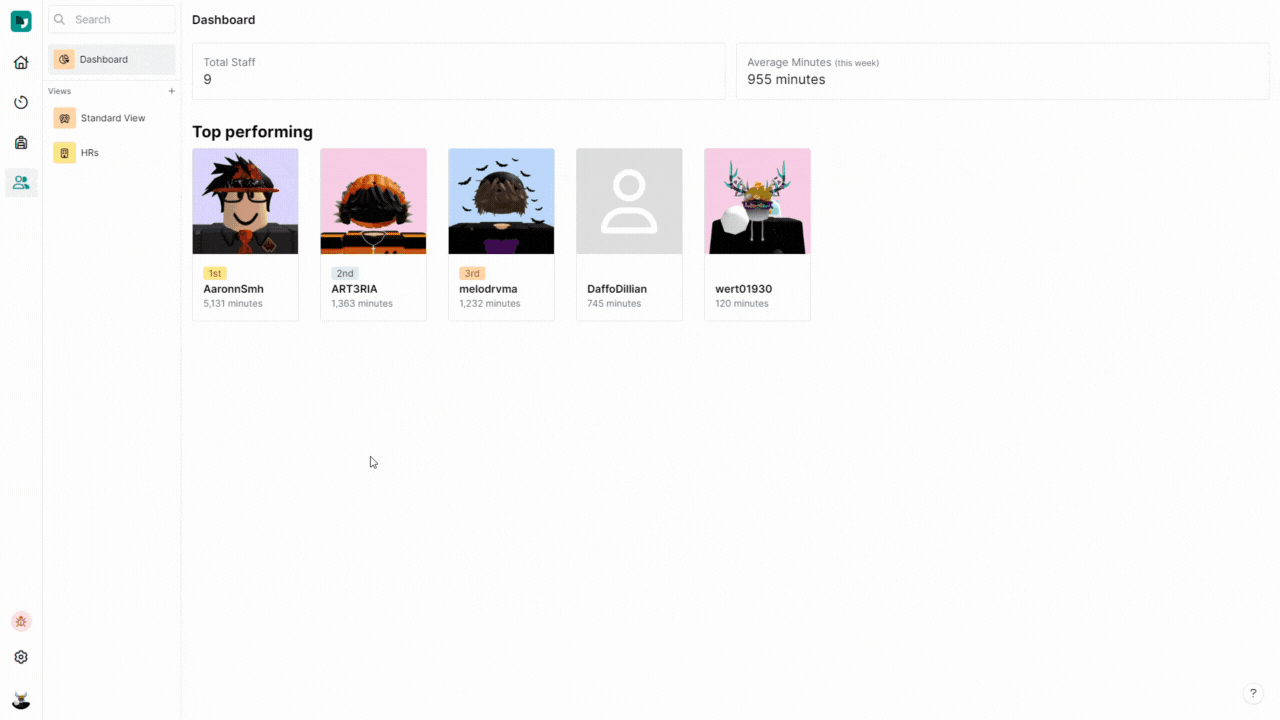 Search
Dashboard
Views +
Standard View
HRs
Dashboard
Total Staff
9
Average Minutes (this week)
955 minutes
Top performing
1st
AaronnSmh
5,131 minutes
2nd
ART3RIA
1,363 minutes
3rd
melodrvma
1,232 minutes
DaffoDillian
745 minutes
wert01930
120 minutes
?